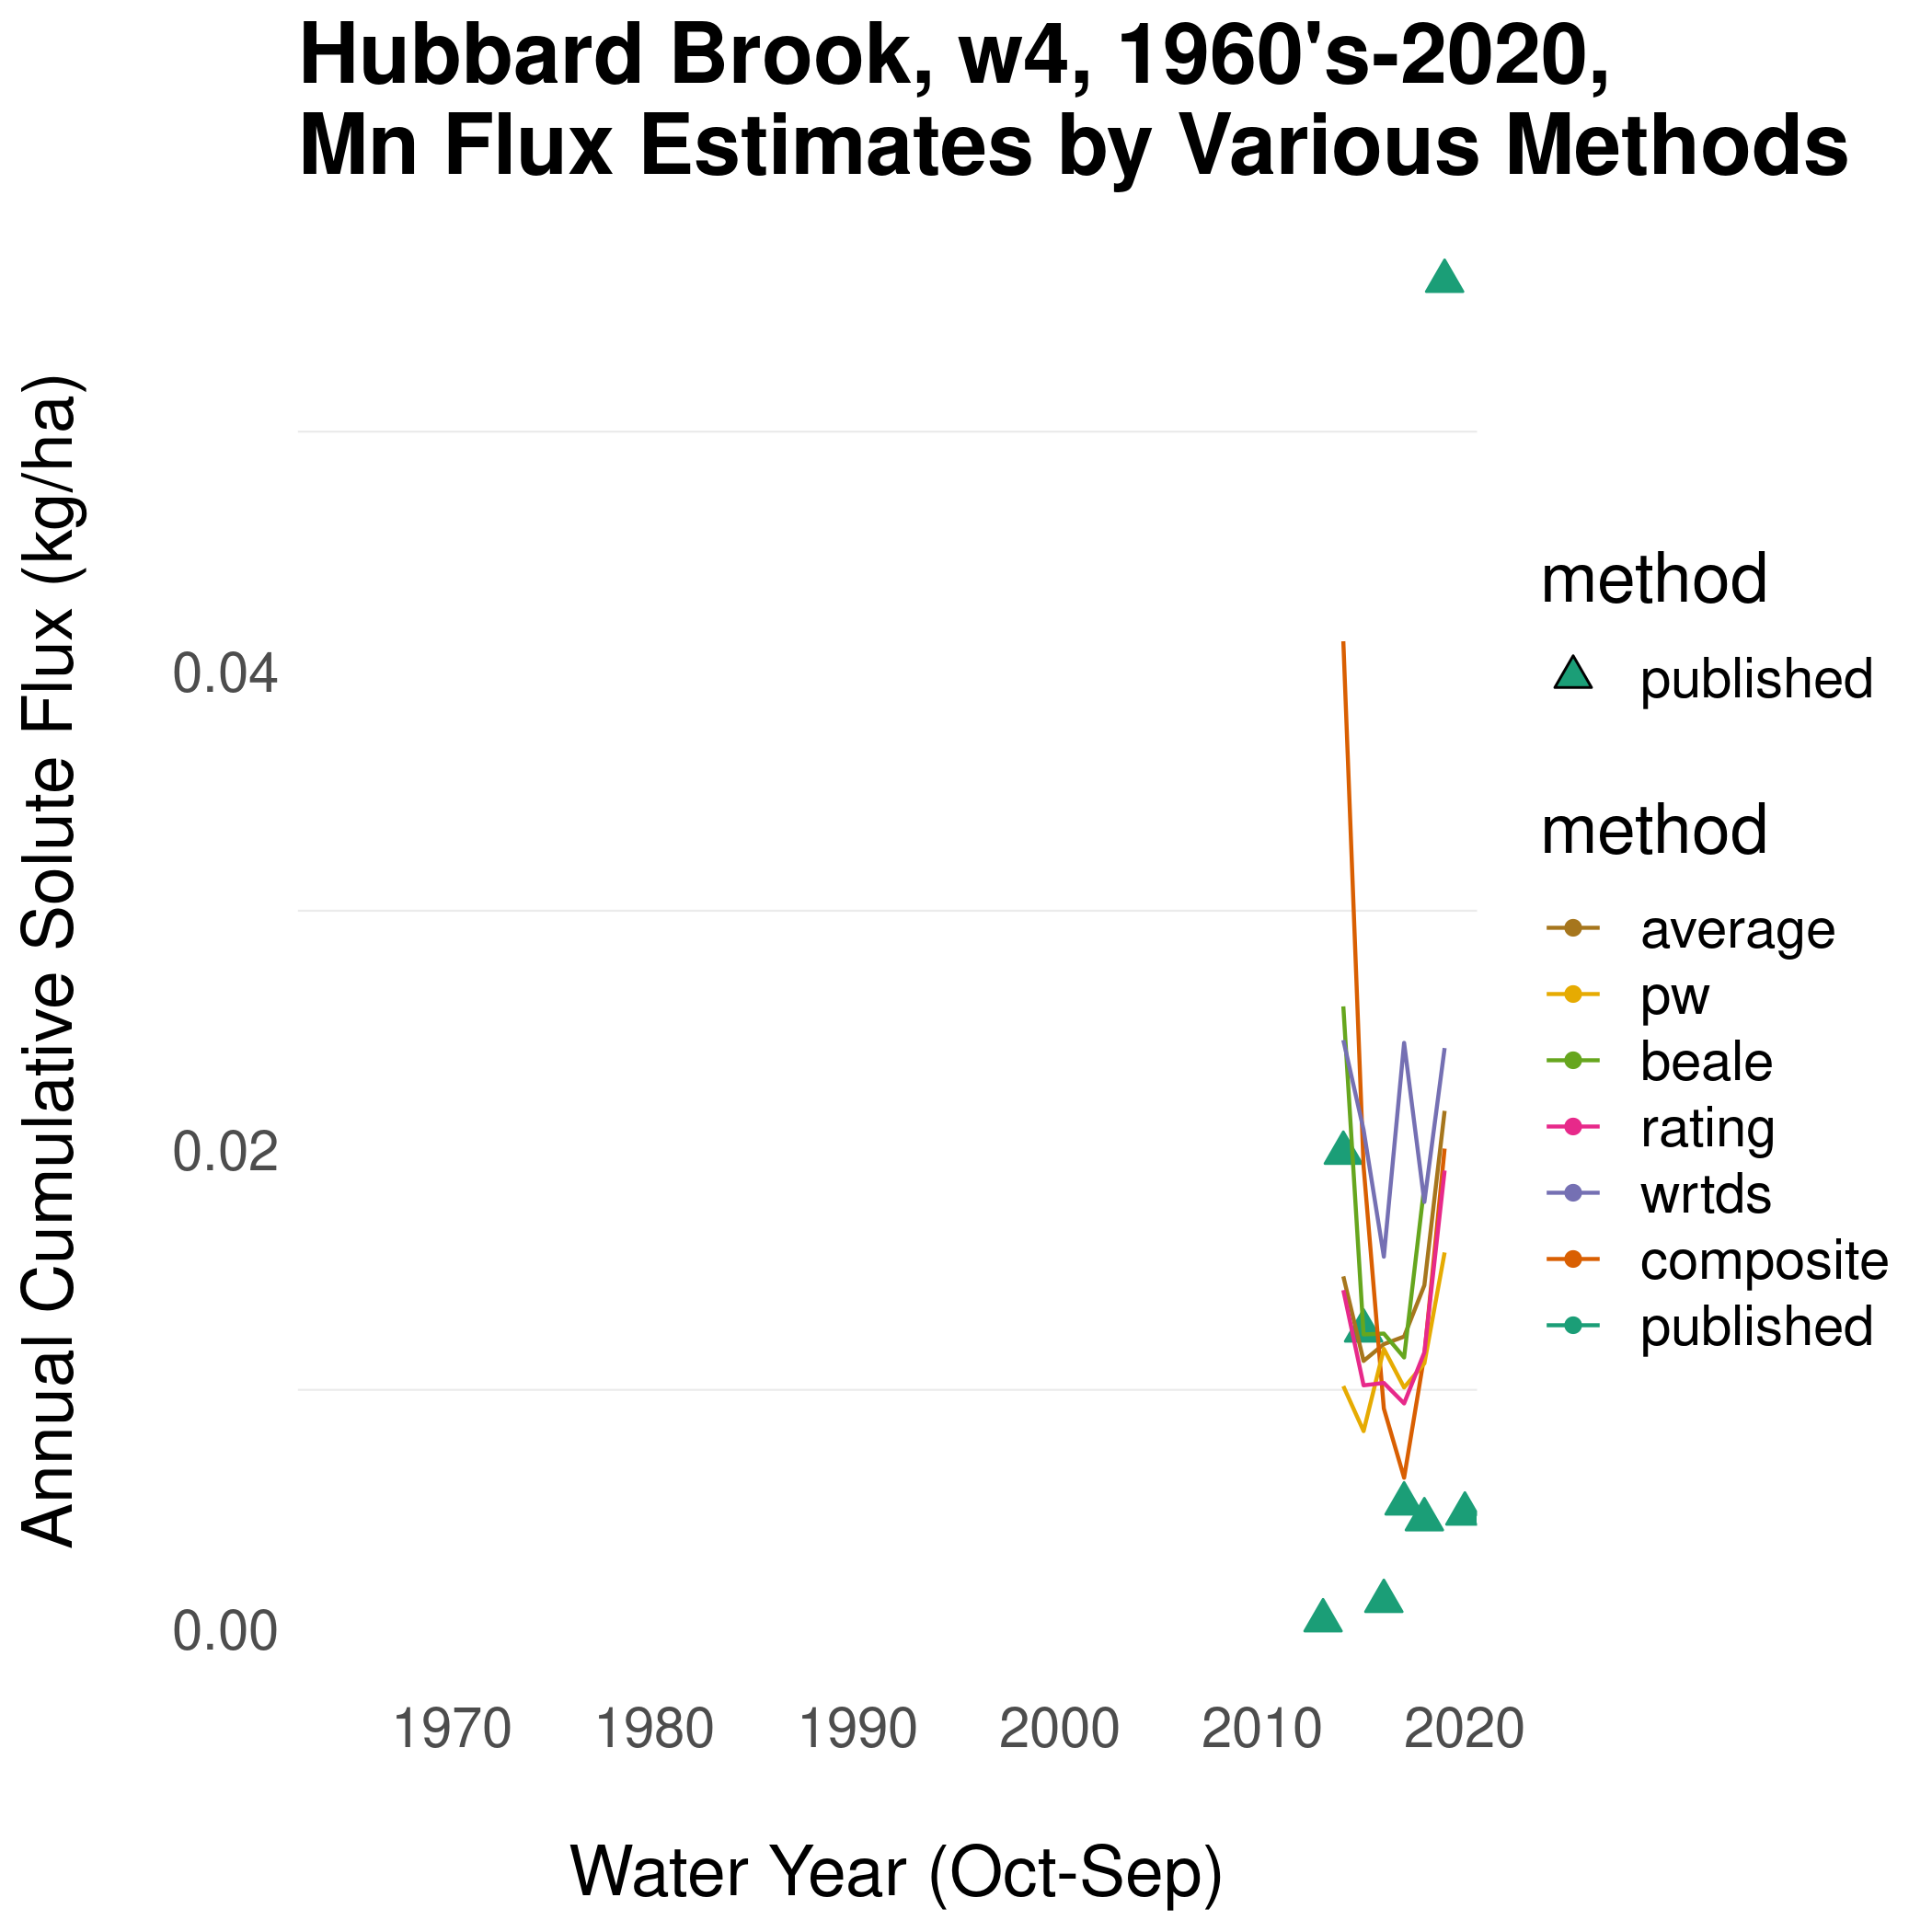 Hubbard Brook, w4, 1960's-2020,
Mn Flux Estimates by Various Methods
Annual Cumulative Solute Flux (kg/ha)
0.04
0.02
0.00
1970 1980 1990 2000 2010 2020
Water Year (Oct-Sep)
method
published
method
average
pw
beale
rating
wrtds
composite
published